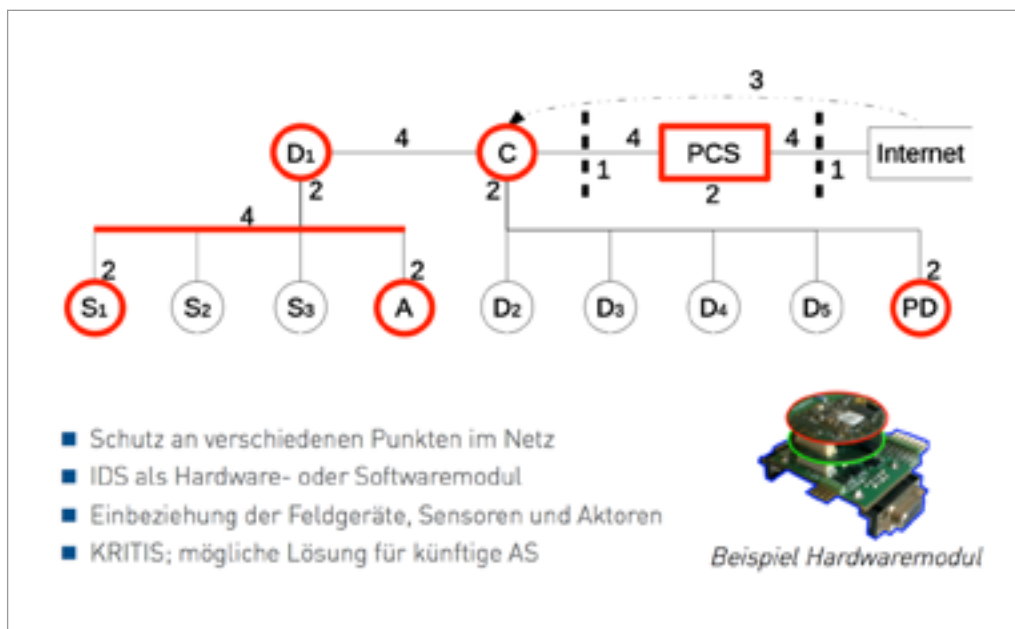 3
4
4
4
D1
C
PCS
Internet
2
2
1
2
1
4
2
2
2
S1
S2
S3
A
D2
D3
D4
D5
PD
Schutz an verschiedenen Punkten im Netz
IDS als Hardware- oder Softwaremodul
Einbeziehung der Feldgeräte, Sensoren und Aktoren
KRITIS; mögliche Lösung für künftige AS
Beispiel Hardwaremodul